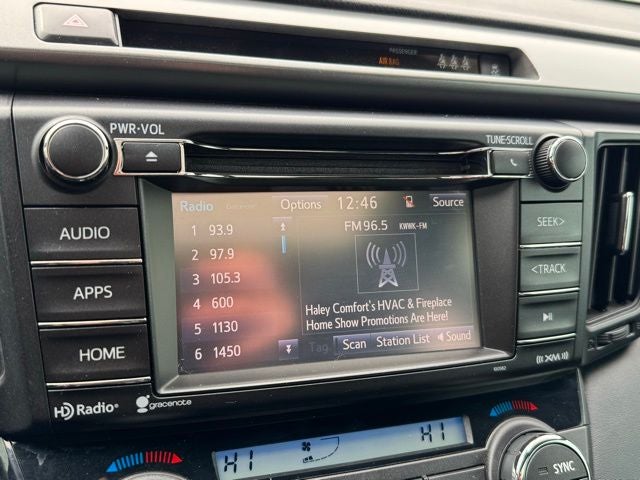 PASSENGER
AIR BAG
PWR•VOL
TUNE•SCROLL
Radio Options 12:46 Source
FM 96.5 KWWK-FM
1 93.9
2 97.9
3 105.3
4 600
5 1130
6 1450
Haley Comfort's HVAC & Fireplace
Home Show Promotions Are Here!
Tag Scan Station List Sound
AUDIO
APPS
HOME
SEEK>
<TRACK
HD Radio® gracenote
((XM))
HI HI
SYNC